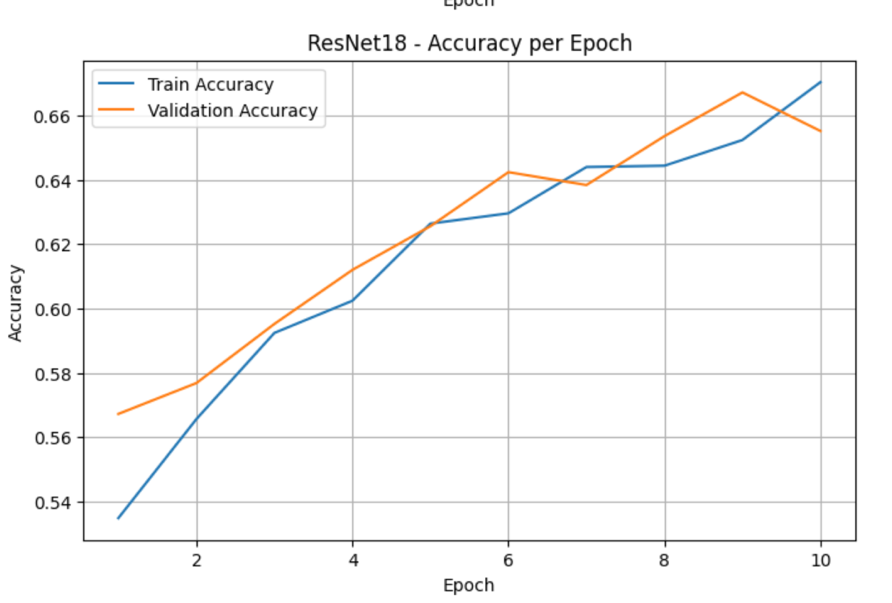 Epoch
ResNet18 - Accuracy per Epoch
Train Accuracy
Validation Accuracy
0.66
0.64
0.62
0.60
0.58
0.56
0.54
Accuracy
2 4 6 8 10
Epoch